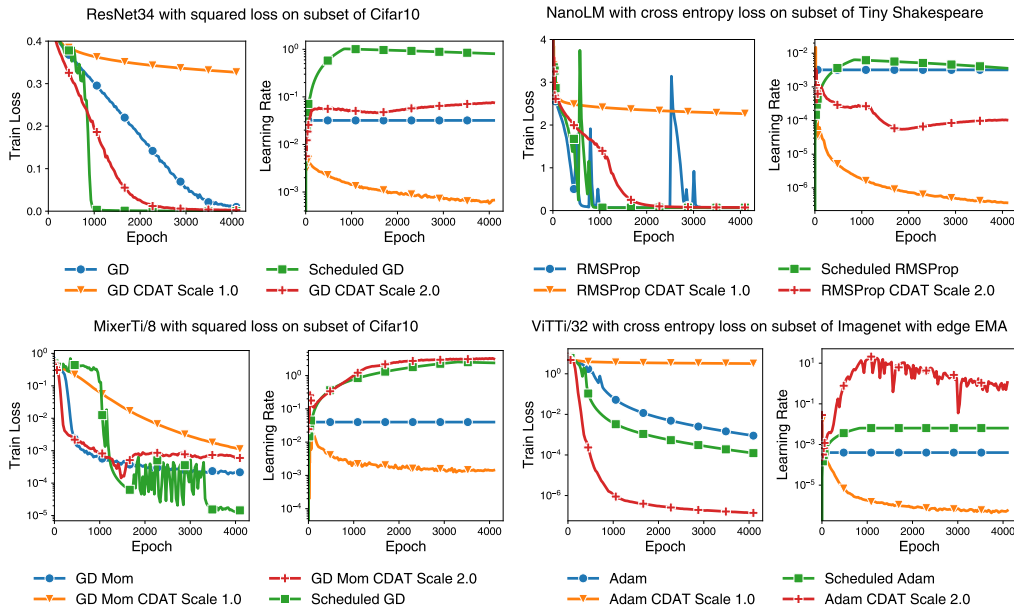 ResNet34 with squared loss on subset of Cifar10
NanoLM with cross entropy loss on subset of Tiny Shakespeare
0.4
0.3
0.2
0.1
0.0
Train Loss
0 1000 2000 3000 4000
Epoch
10⁰
10⁻¹
10⁻²
10⁻³
Learning Rate
0 1000 2000 3000 4000
Epoch
4
3
2
1
0
Train Loss
0 1000 2000 3000 4000
Epoch
10⁻²
10⁻³
10⁻⁴
10⁻⁵
10⁻⁶
Learning Rate
0 1000 2000 3000 4000
Epoch
GD
Scheduled GD
GD CDAT Scale 1.0
GD CDAT Scale 2.0
RMSProp
Scheduled RMSProp
RMSProp CDAT Scale 1.0
RMSProp CDAT Scale 2.0
MixerTi/8 with squared loss on subset of Cifar10
ViTTi/32 with cross entropy loss on subset of Imagenet with edge EMA
10⁰
10⁻¹
10⁻²
10⁻³
10⁻⁴
10⁻⁵
Train Loss
0 1000 2000 3000 4000
Epoch
10⁰
10⁻¹
10⁻²
10⁻³
10⁻⁴
Learning Rate
0 1000 2000 3000 4000
Epoch
10⁰
10⁻²
10⁻⁴
10⁻⁶
Train Loss
0 1000 2000 3000 4000
Epoch
10¹
10⁻¹
10⁻³
10⁻⁵
Learning Rate
0 1000 2000 3000 4000
Epoch
GD Mom
GD Mom CDAT Scale 2.0
GD Mom CDAT Scale 1.0
Scheduled GD
Adam
Scheduled Adam
Adam CDAT Scale 1.0
Adam CDAT Scale 2.0